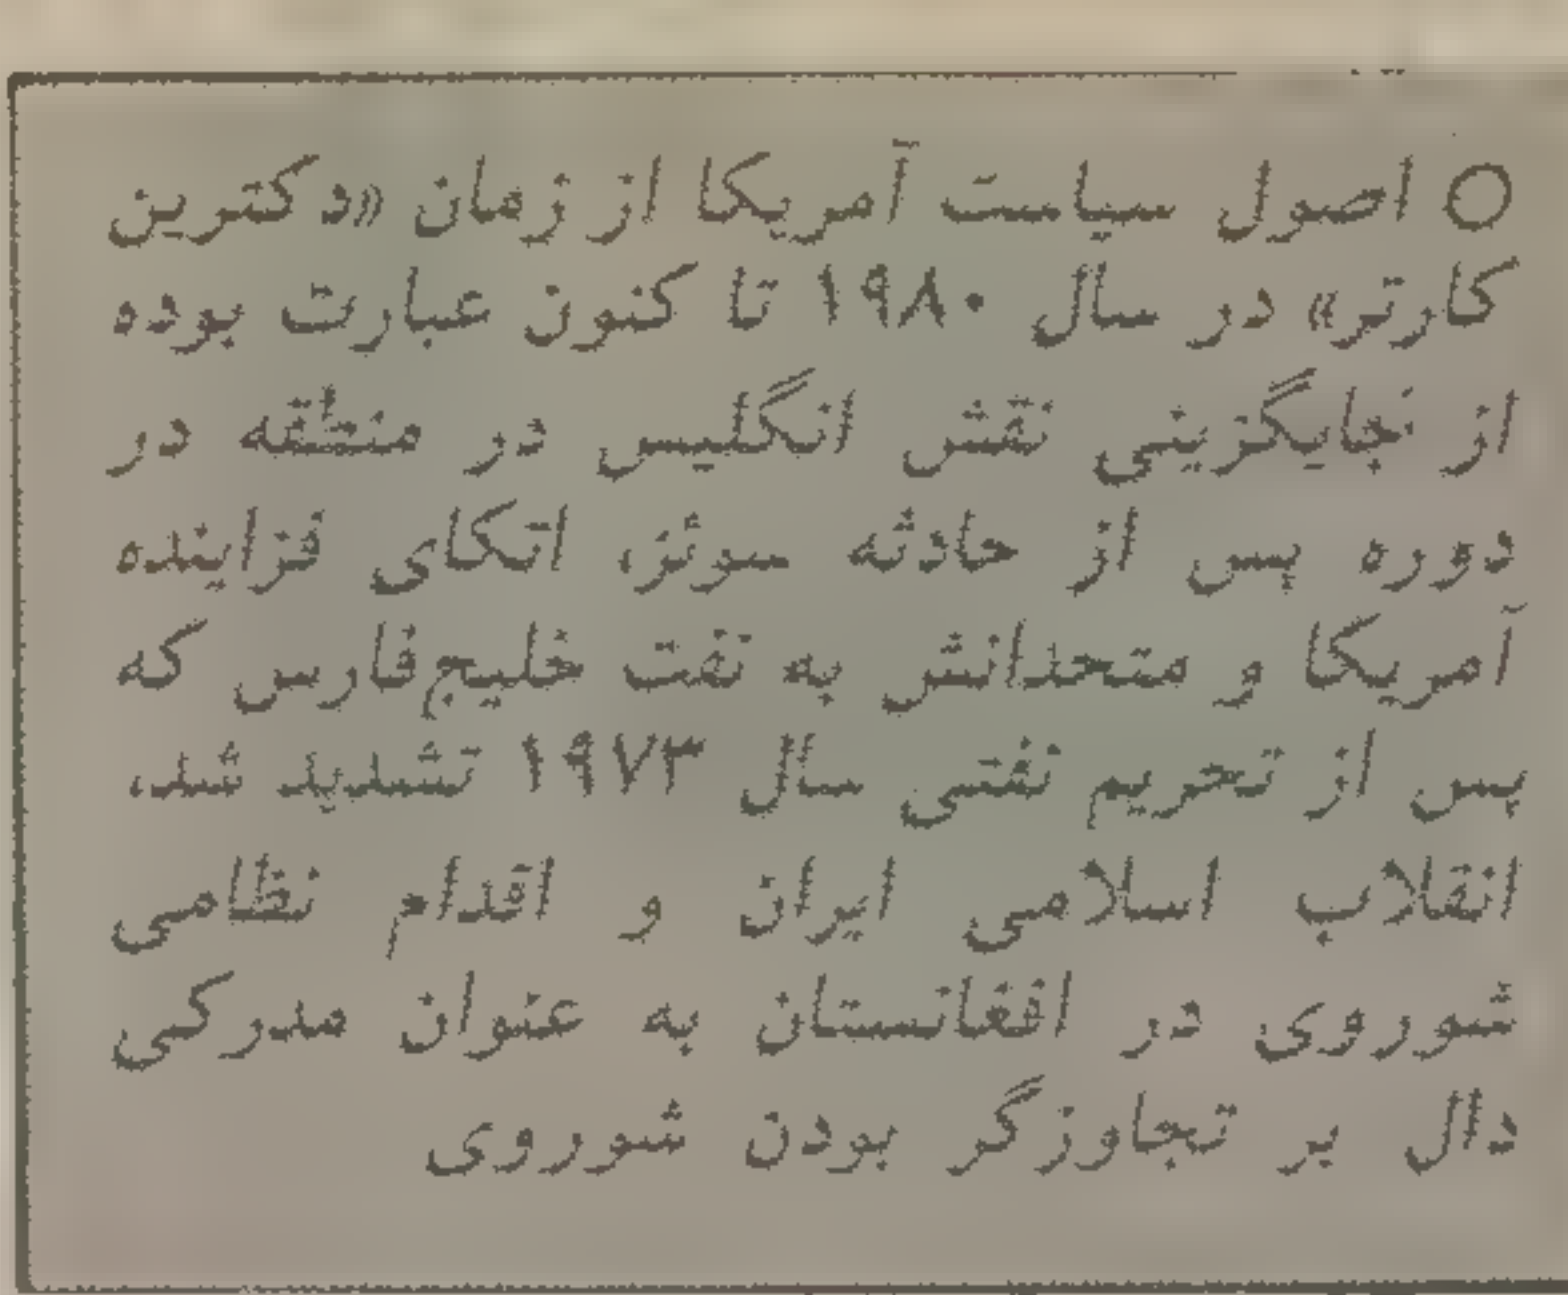 ○ اصول سیاست آمریکا از زمان «دکترین
کارتر» در سال ۱۹۸۰ تا کنون عبارت بوده
از جایگزینی نقش انگلیس در منطقه در
دوره پس از حادثه سوئز، اتکای فزاینده
آمریکا و متحدانش به نفت خلیج‌فارس که
پس از تحریم نفتی سال ۱۹۷۳ تشدید شد،
انقلاب اسلامی ایران و اقدام نظامی
شوروی در افغانستان به عنوان مدرکی
دال بر تجاوزگر بودن شوروی